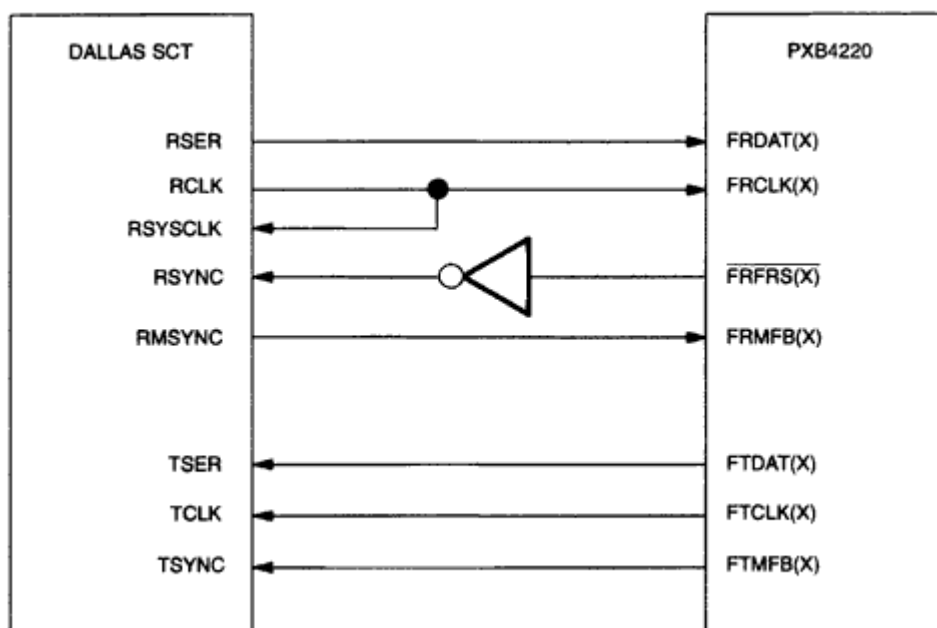 DALLAS SCT
PXB4220
RSER
FRDAT(X)
RCLK
FRCLK(X)
RSYSCLK
RSYNC
FRFRS(X)
RMSYNC
FRMFB(X)
TSER
FTDAT(X)
TCLK
FTCLK(X)
TSYNC
FTMFB(X)